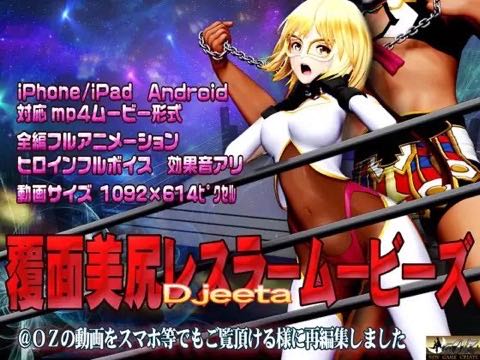 iPhone/iPad Android
対応mp4ムービー形式
全編フルアニメーション
ヒロインフルボイス 効果音アリ
動画サイズ 1092×614ピクセル
覆面美尻レスラームービーズ
Djeeta
@OZの動画をスマホ等でもご覧頂ける様に再編集しました